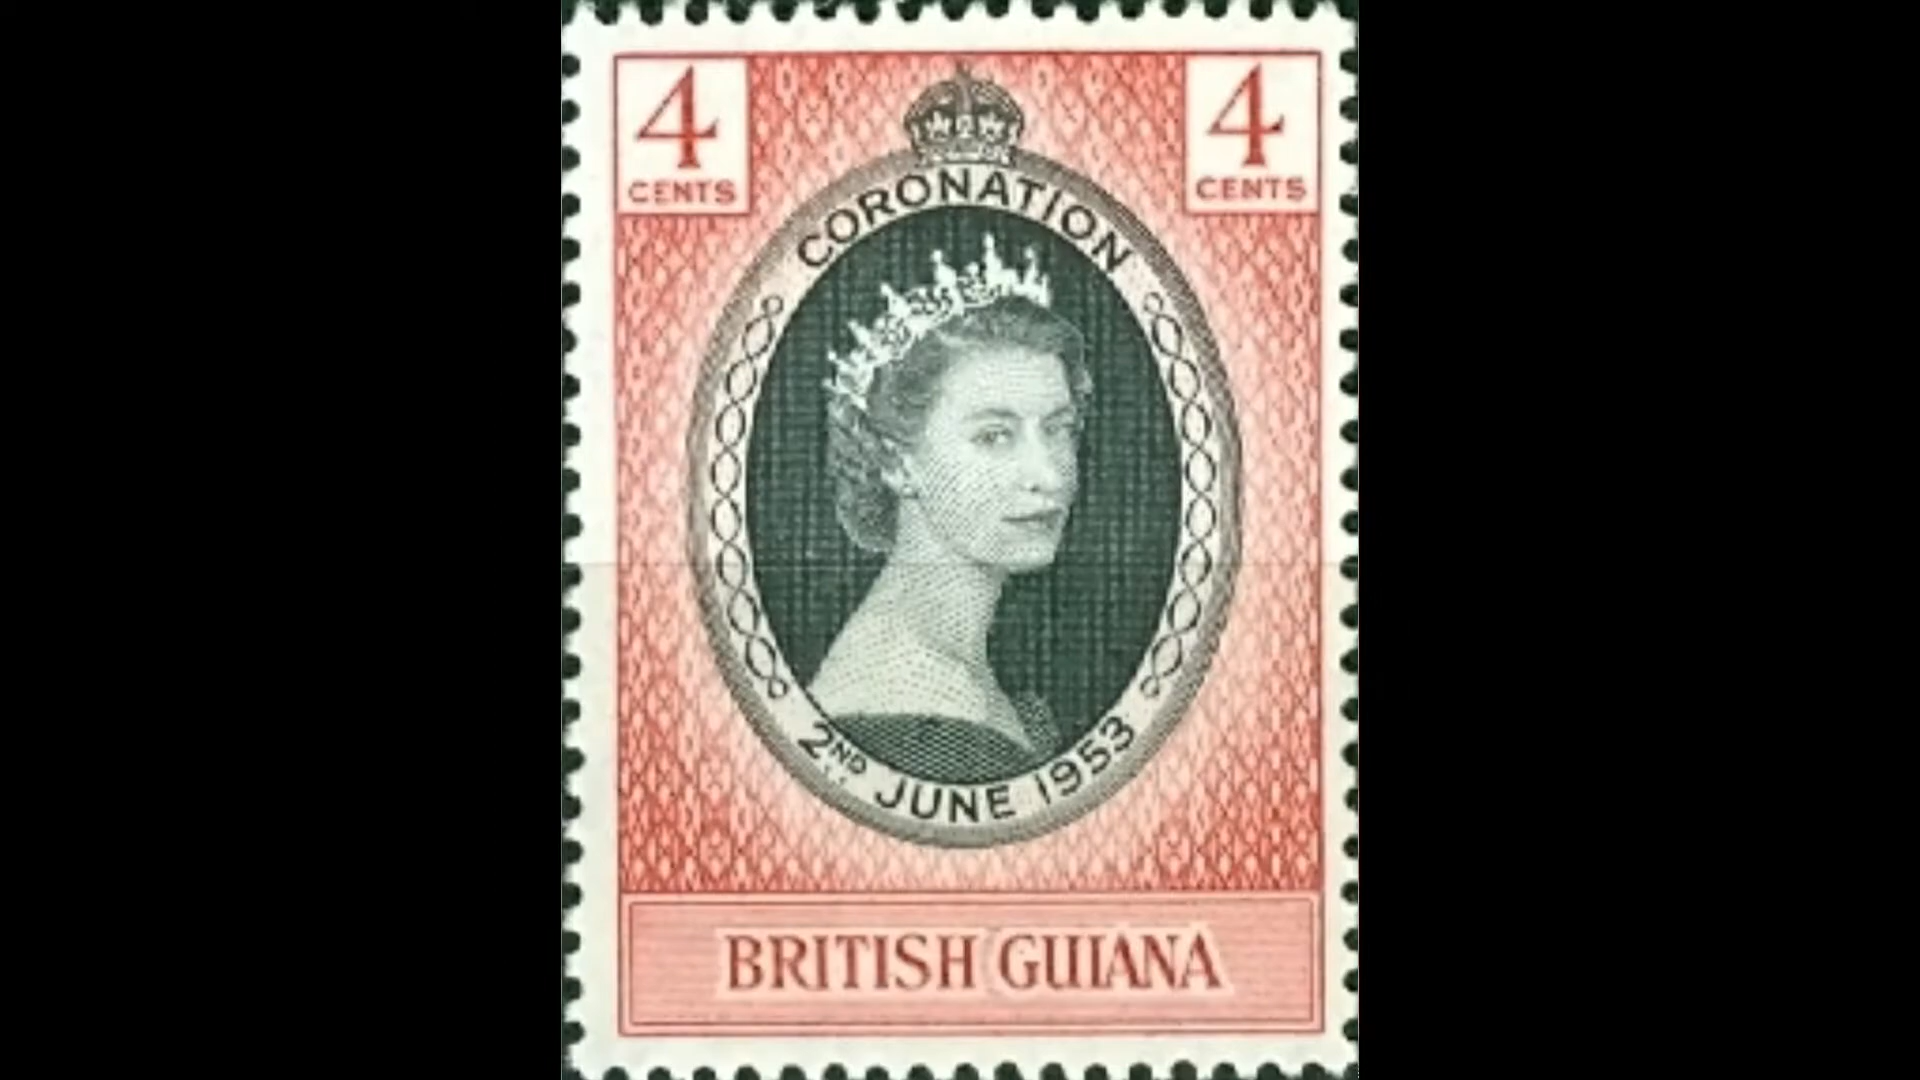 4
CENTS
4
CENTS
CORONATION
2ND JUNE 1953
BRITISH GUIANA